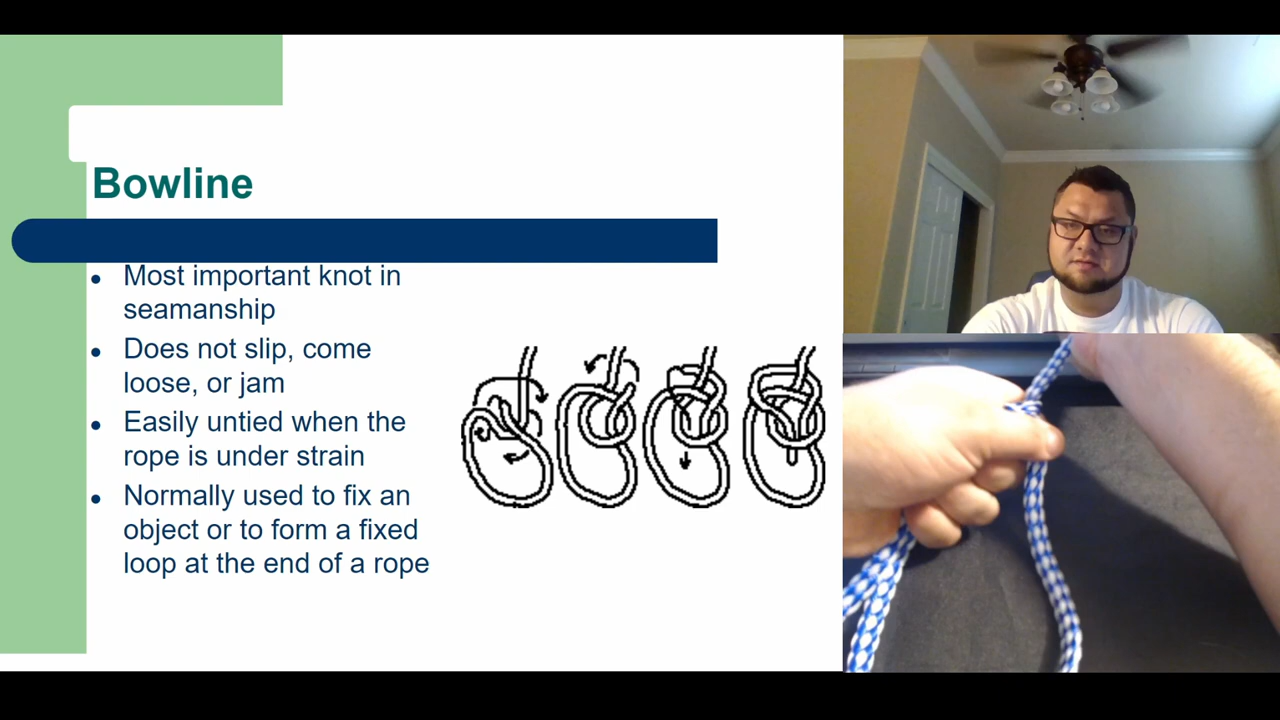 Bowline
Most important knot in
seamanship
Does not slip, come
loose, or jam
Easily untied when the
rope is under strain
Normally used to fix an
object or to form a fixed
loop at the end of a rope